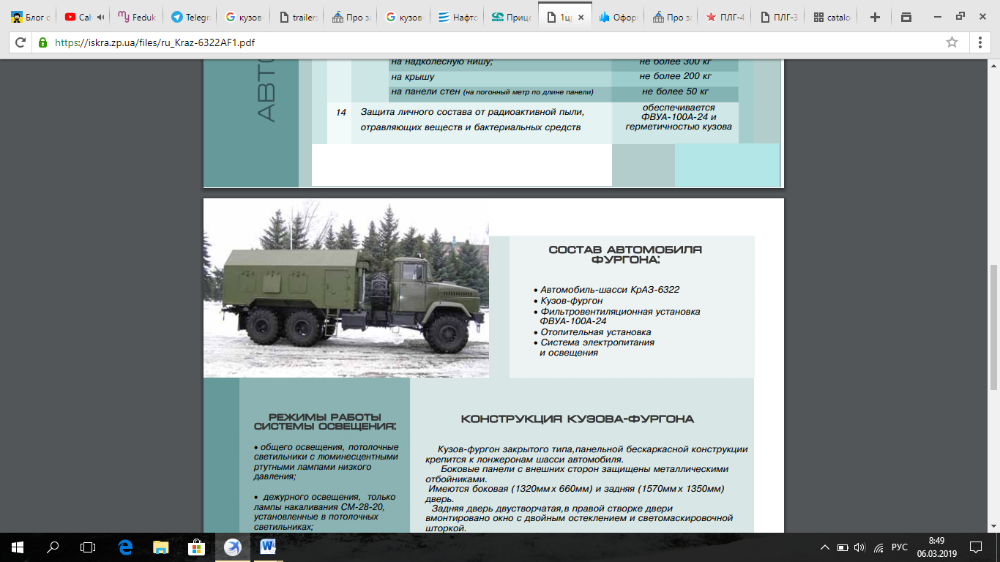 Блог о
Cal
Feduk
Telegra
кузов-
trailers
Про за
кузов-
Нафто
Прице
1ц
Офор
Про за
ПЛГ-4
ПЛГ-3
catalo
https://iskra.zp.ua/files/ru_Kraz-6322AF1.pdf
АВТО
на надколесную нишу; не более 300 кг
на крышу не более 200 кг
на панели стен (на погонный метр по длине панели) не более 50 кг
14 Защита личного состава от радиоактивной пыли,
отравляющих веществ и бактериальных средств
обеспечивается
ФВУА-100А-24 и
герметичностью кузова
СОСТАВ АВТОМОБИЛЯ
ФУРГОНА:
• Автомобиль-шасси КрАЗ-6322
• Кузов-фургон
• Фильтровентиляционная установка
ФВУА-100А-24
• Отопительная установка
• Система электропитания
и освещения
РЕЖИМЫ РАБОТЫ
СИСТЕМЫ ОСВЕЩЕНИЯ:
• общего освещения, потолочные
светильники с люминесцентными
ртутными лампами низкого
давления;
• дежурного освещения, только
лампы накаливания СМ-28-20,
установленные в потолочных
светильниках;
КОНСТРУКЦИЯ КУЗОВА-ФУРГОНА
Кузов-фургон закрытого типа,панельной бескаркасной конструкции
крепится к лонжеронам шасси автомобиля.
Боковые панели с внешних сторон защищены металлическими
отбойниками.
Имеются боковая (1320мм х 660мм) и задняя (1570мм х 1350мм)
дверь.
Задняя дверь двустворчатая,в правой створке двери
вмонтировано окно с двойным остеклением и светомаскировочной
шторкой.
РУС
8:49
06.03.2019